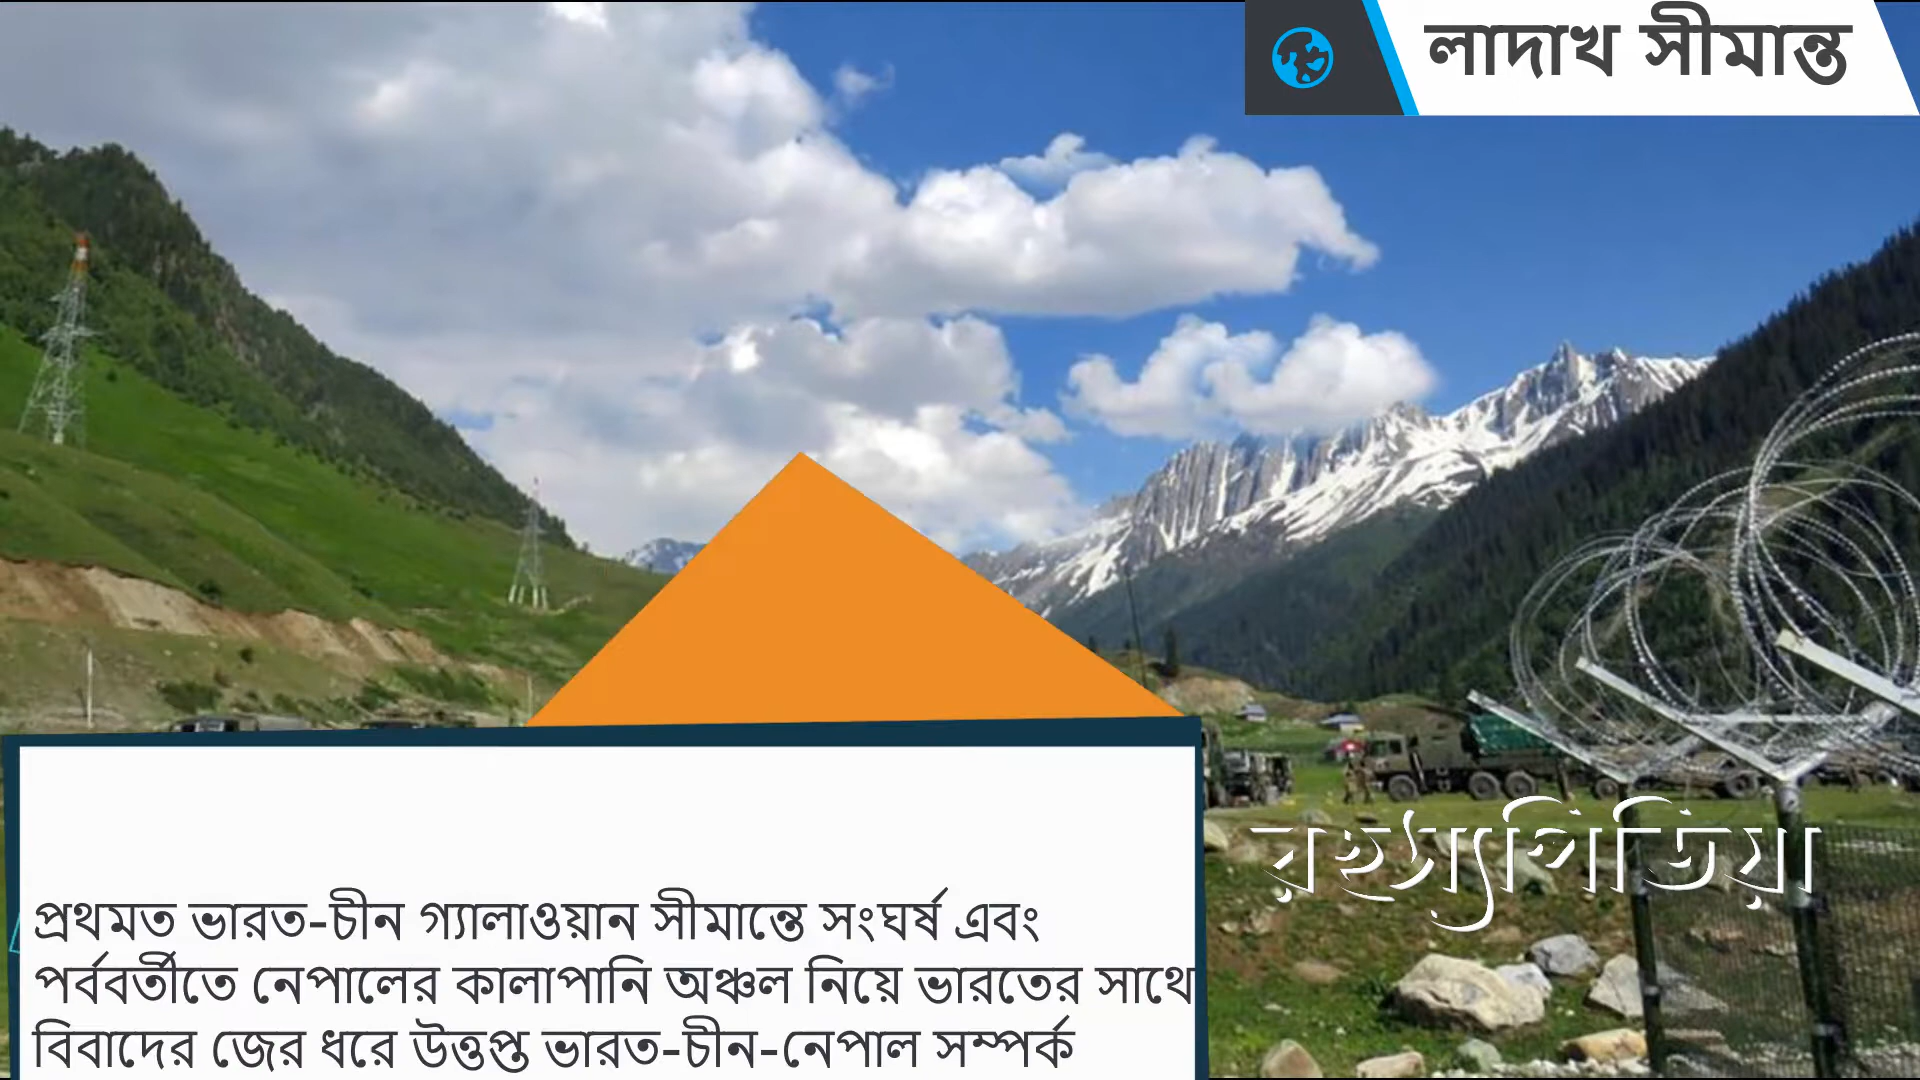 লাদাখ সীমান্ত
রহস্যপিডিয়া
প্রথমত ভারত-চীন গ্যালাওয়ান সীমান্তে সংঘর্ষ এবং
পর্ববর্তীতে নেপালের কালাপানি অঞ্চল নিয়ে ভারতের সাথে
বিবাদের জের ধরে উত্তপ্ত ভারত-চীন-নেপাল সম্পর্ক